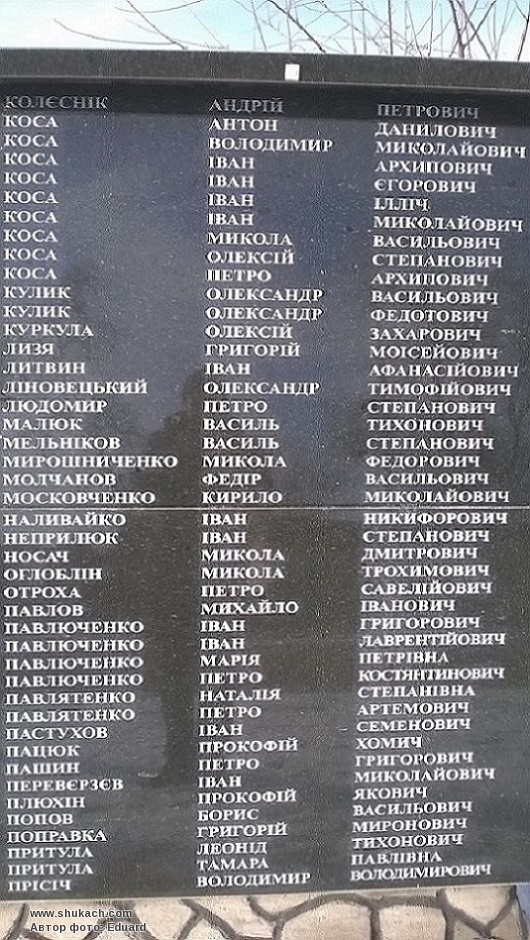 КОЛЄСНІК АНДРІЙ ПЕТРОВИЧ
КОСА АНТОН ДАНИЛОВИЧ
КОСА ВОЛОДИМИР МИКОЛАЙОВИЧ
КОСА ІВАН АРХИПОВИЧ
КОСА ІВАН ЄГОРОВИЧ
КОСА ІВАН ІЛЛІЧ
КОСА ІВАН МИКОЛАЙОВИЧ
КОСА МИКОЛА ВАСИЛЬОВИЧ
КОСА ОЛЕКСІЙ СТЕПАНОВИЧ
КОСА ПЕТРО АРХИПОВИЧ
КУЛИК ОЛЕКСАНДР ВАСИЛЬОВИЧ
КУЛИК ОЛЕКСАНДР ФЕДОТОВИЧ
КУРКУЛА ОЛЕКСІЙ ЗАХАРОВИЧ
ЛИЗЯ ГРИГОРІЙ МОІСЕЙОВИЧ
ЛИТВИН ІВАН АФАНАСІЙОВИЧ
ЛІНОВЕЦЬКИЙ ОЛЕКСАНДР ТИМОФІЙОВИЧ
ЛЮДОМИР ПЕТРО СТЕПАНОВИЧ
МАЛЮК ВАСИЛЬ ТИХОНОВИЧ
МЕЛЬНІКОВ ВАСИЛЬ СТЕПАНОВИЧ
МИРОШНИЧЕНКО МИКОЛА ФЕДОРОВИЧ
МОЛЧАНОВ ФЕДІР ВАСИЛЬОВИЧ
МОСКОВЧЕНКО КИРИЛО МИКОЛАЙОВИЧ
НАЛИВАЙКО ІВАН НИКИФОРОВИЧ
НЕПРИЛЮК ІВАН СТЕПАНОВИЧ
НОСАЧ МИКОЛА ДМИТРОВИЧ
ОГЛОБЛІН МИКОЛА ТРОХИМОВИЧ
ОТРОХА ПЕТРО САВЕЛІЙОВИЧ
ПАВЛОВ МИХАЙЛО ІВАНОВИЧ
ПАВЛЮЧЕНКО ІВАН ГРИГОРОВИЧ
ПАВЛЮЧЕНКО ІВАН ЛАВРЕНТІЙОВИЧ
ПАВЛЮЧЕНКО МАРІЯ ПЕТРІВНА
ПАВЛЮЧЕНКО ПЕТРО КОСТЯНТИНОВИЧ
ПАВЛЯТЕНКО НАТАЛІЯ СТЕПАНІВНА
ПАВЛЯТЕНКО ПЕТРО АРТЕМОВИЧ
ПАСТУХОВ ІВАН СЕМЕНОВИЧ
ПАЦЮК ПРОКОФІЙ ХОМИЧ
ПАШИН ПЕТРО ГРИГОРОВИЧ
ПЕРЕВЄРЗЄВ ІВАН МИКОЛАЙОВИЧ
ПЛЮХІН ПРОКОФІЙ ЯКОВИЧ
ПОПОВ БОРИС ВАСИЛЬОВИЧ
ПОПРАВКА ГРИГОРІЙ МИРОНОВИЧ
ПРИТУЛА ЛЕОНІД ТИХОНОВИЧ
ПРИТУЛА ТАМАРА ПАВЛІВНА
ПРІСІЧ ВОЛОДИМИР ВОЛОДИМИРОВИЧ
www.shukach.com
Автор фото: Eduard